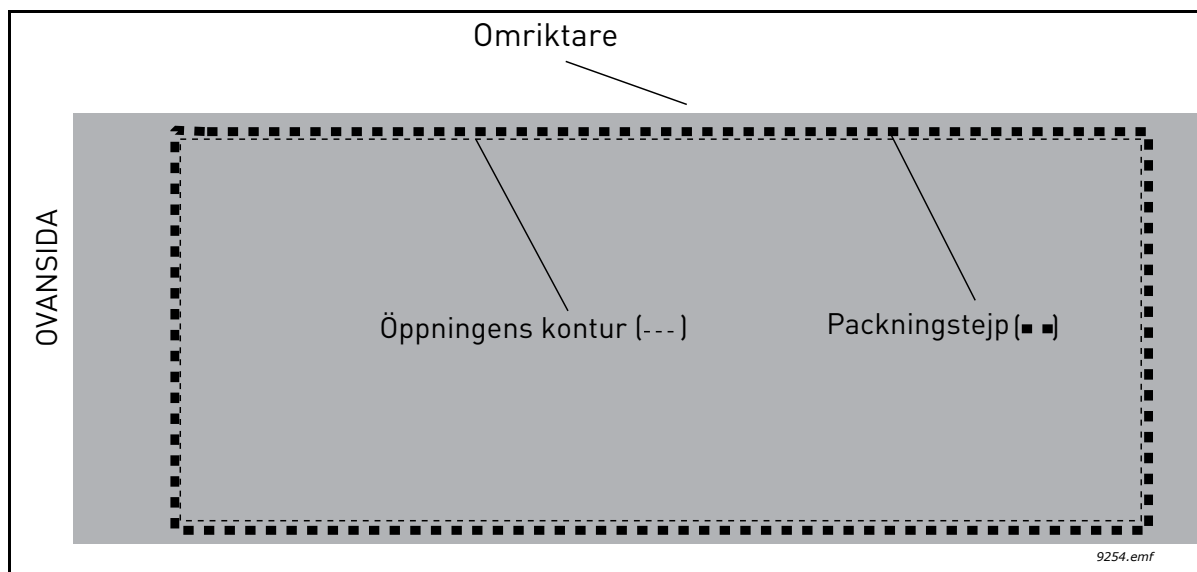 Omriktare
OVANSIDA
Öppningens kontur (---)
Packningstejp (▪ ▪)
9254.emf